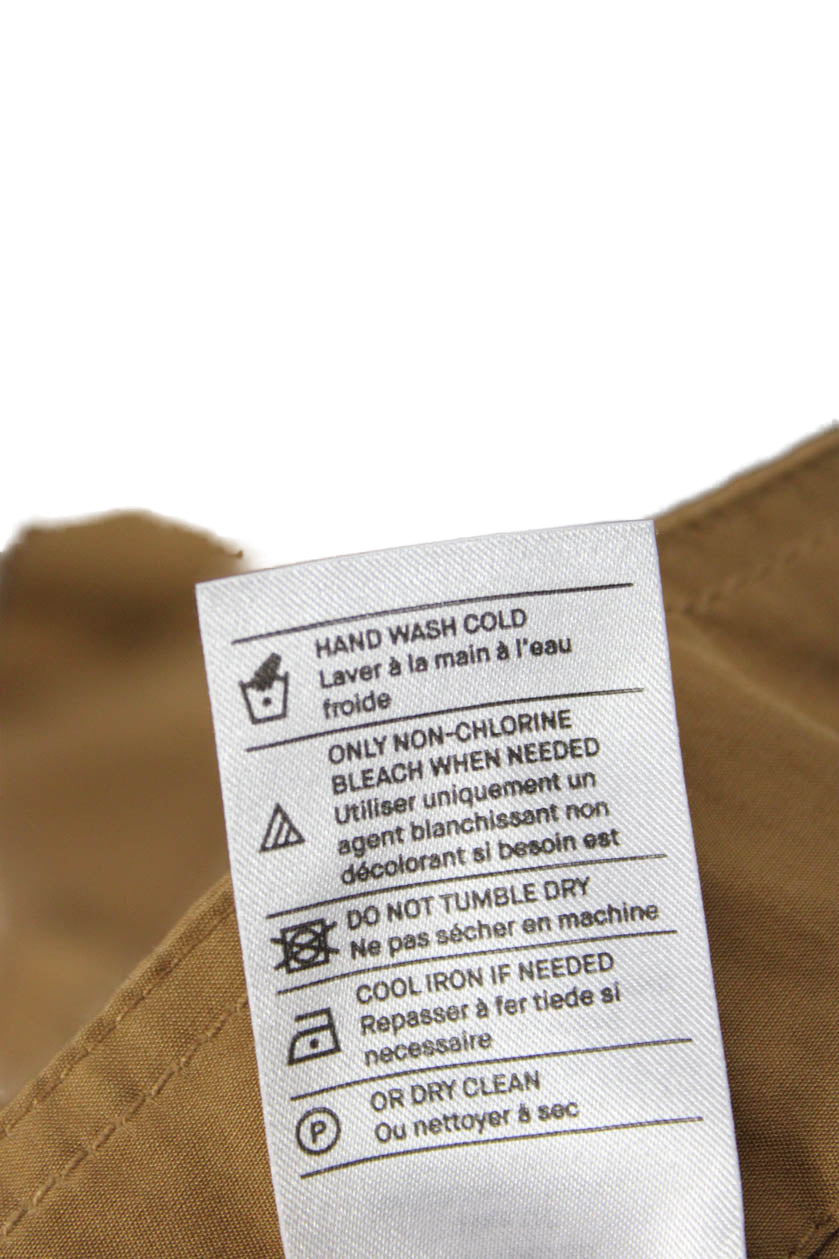 HAND WASH COLD
Laver à la main à l'eau
froide
ONLY NON-CHLORINE
BLEACH WHEN NEEDED
Utiliser uniquement un
agent blanchissant non
décolorant si besoin est
DO NOT TUMBLE DRY
Ne pas sécher en machine
COOL IRON IF NEEDED
Repasser à fer tiede si
necessaire
OR DRY CLEAN
P
Ou nettoyer à sec